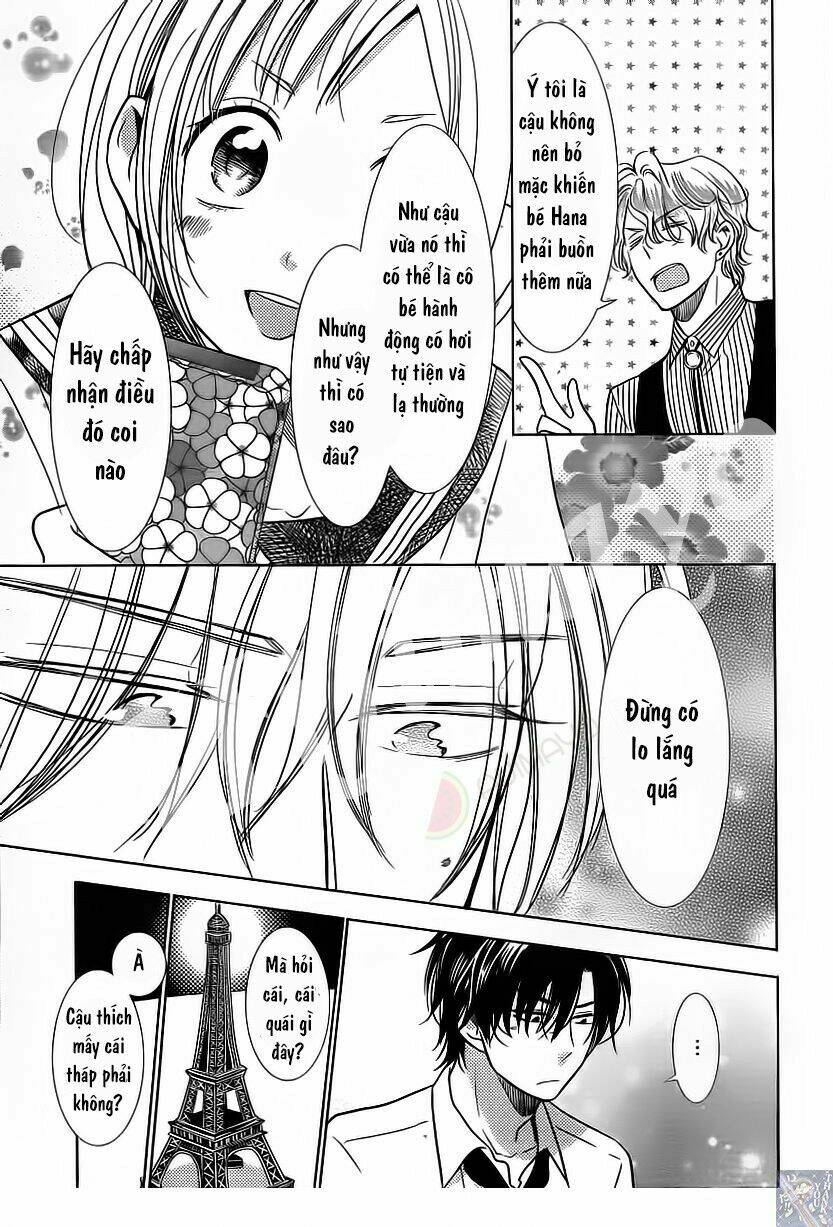 Ý tôi là
cậu không
nên bỏ
mặc khiến
bé Hana
phải buồn
thêm nữa
Như cậu
vừa nó thì
có thể là cô
bé hành
động có hơi
tự tiện và
lạ thường
Nhưng
như vậy
thì có
sao
đâu?
Hãy chấp
nhận điều
đó coi
nào
Đừng có
lo lắng
quá
...
Mà hỏi
cái, cái
quái gì
đây?
À
Cậu thích
mấy cái
tháp phải
không?